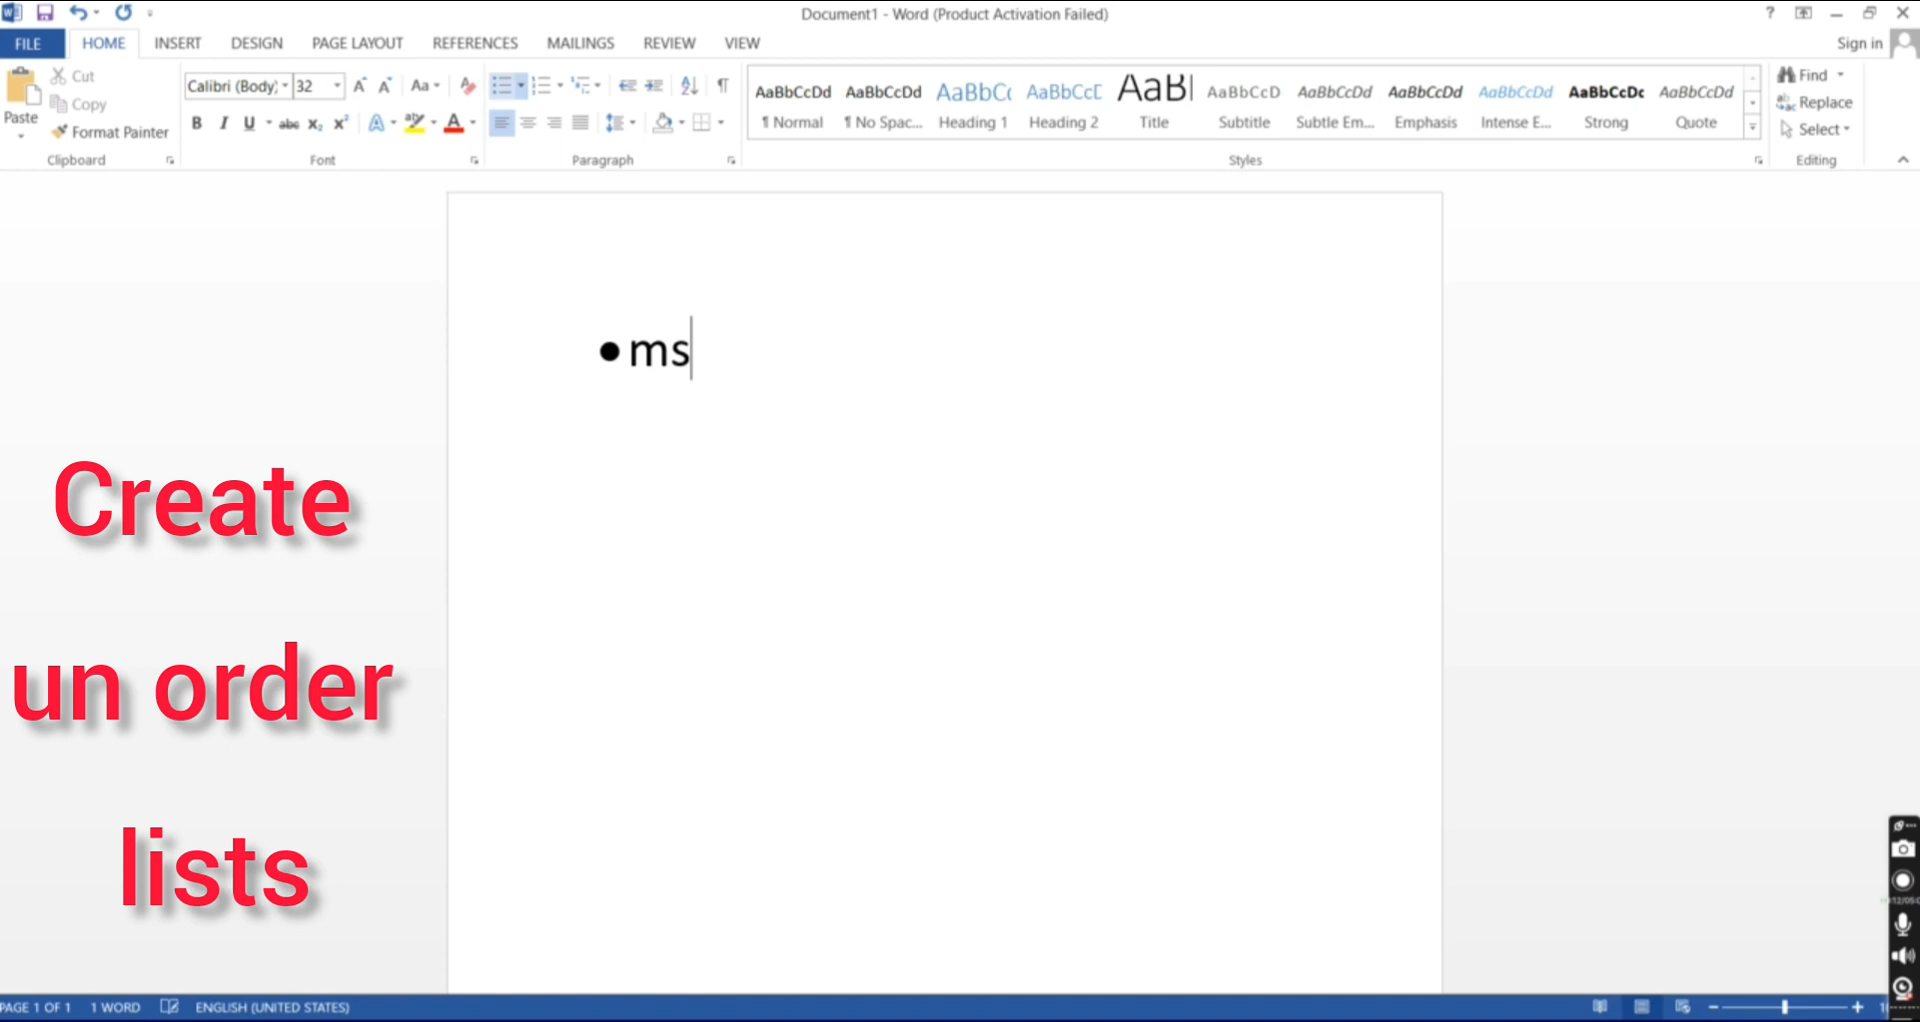 Document1 - Word (Product Activation Failed)
FILE HOME INSERT DESIGN PAGE LAYOUT REFERENCES MAILINGS REVIEW VIEW
Sign in
Paste
Cut
Copy
Format Painter
Clipboard
Calibri (Body) 32
Font
Paragraph
AaBbCcDd AaBbCcDd AaBbC AaBbCcD AaB AaBbCcD AaBbCcDd AaBbCcDd AaBbCcDd AaBbCcDc AaBbCcDd
¶ Normal ¶ No Spac... Heading 1 Heading 2 Title Subtitle Subtle Em... Emphasis Intense E... Strong Quote
Styles
Find
Replace
Select
Editing
• ms
Create
un order
lists
PAGE 1 OF 1 1 WORD ENGLISH (UNITED STATES)